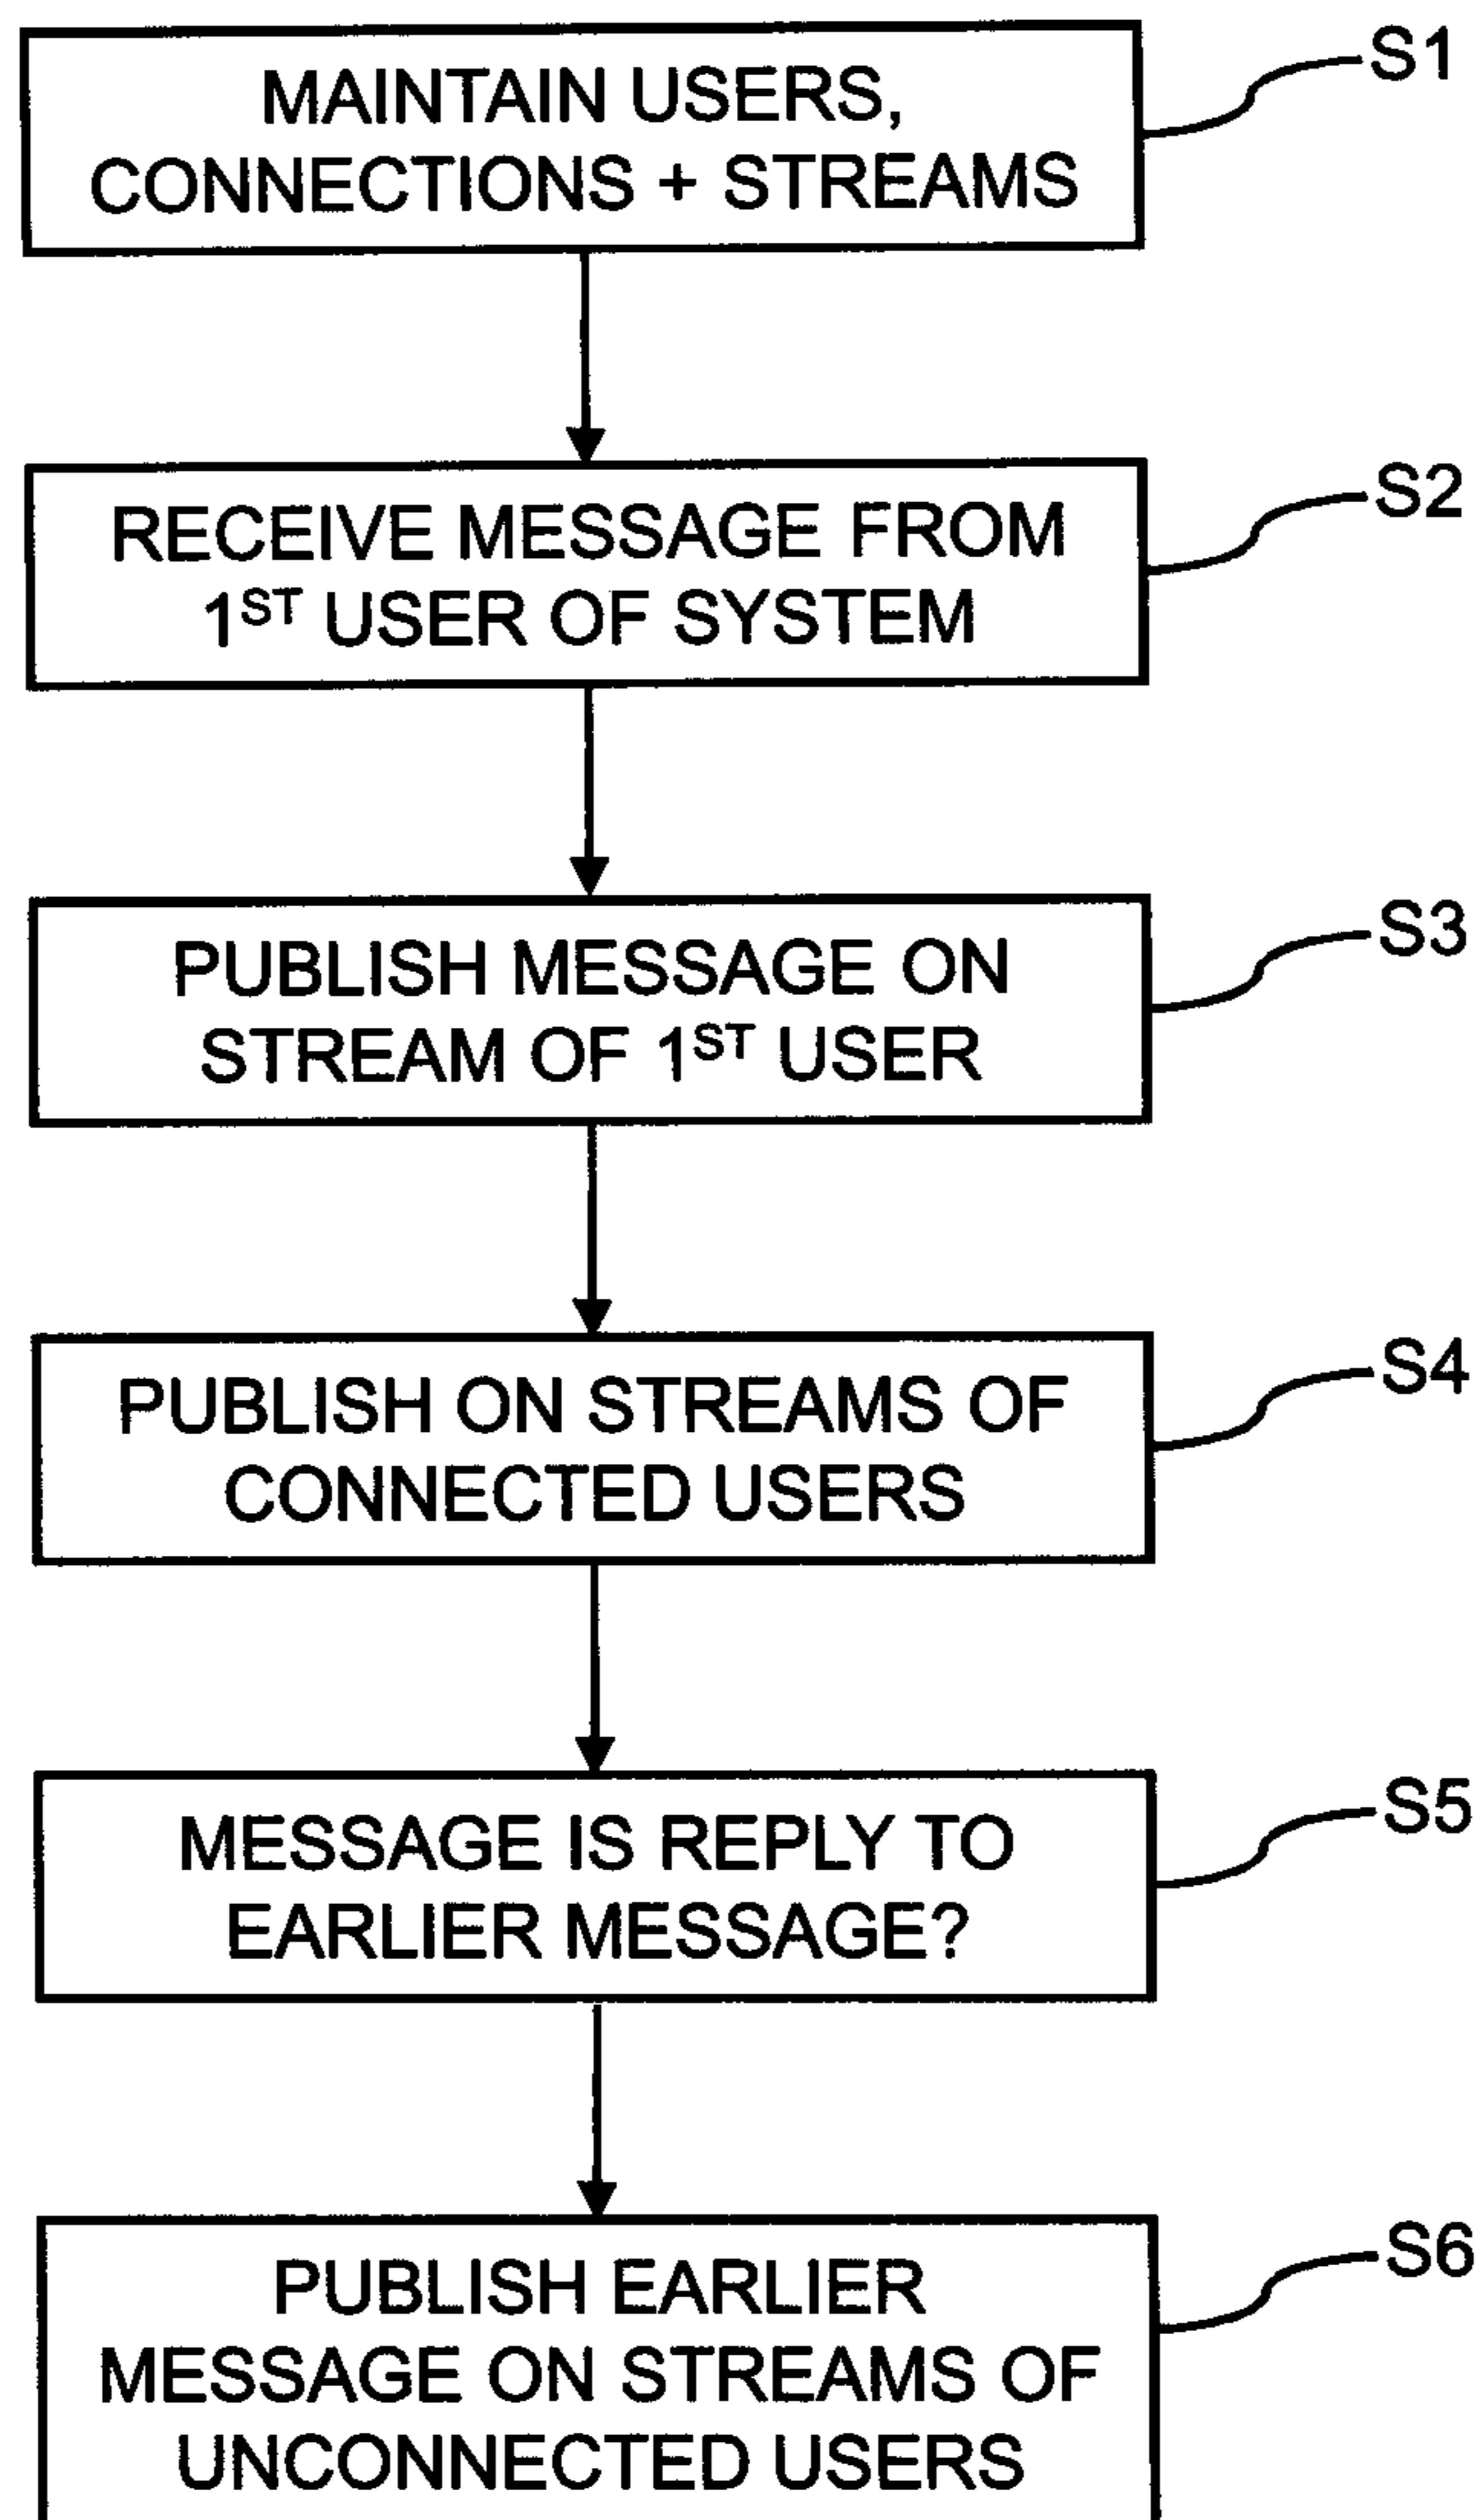 MAINTAIN USERS,
CONNECTIONS + STREAMS
S1
RECEIVE MESSAGE FROM
1ST USER OF SYSTEM
S2
PUBLISH MESSAGE ON
STREAM OF 1ST USER
S3
PUBLISH ON STREAMS OF
CONNECTED USERS
S4
MESSAGE IS REPLY TO
EARLIER MESSAGE?
S5
PUBLISH EARLIER
MESSAGE ON STREAMS OF
UNCONNECTED USERS
S6